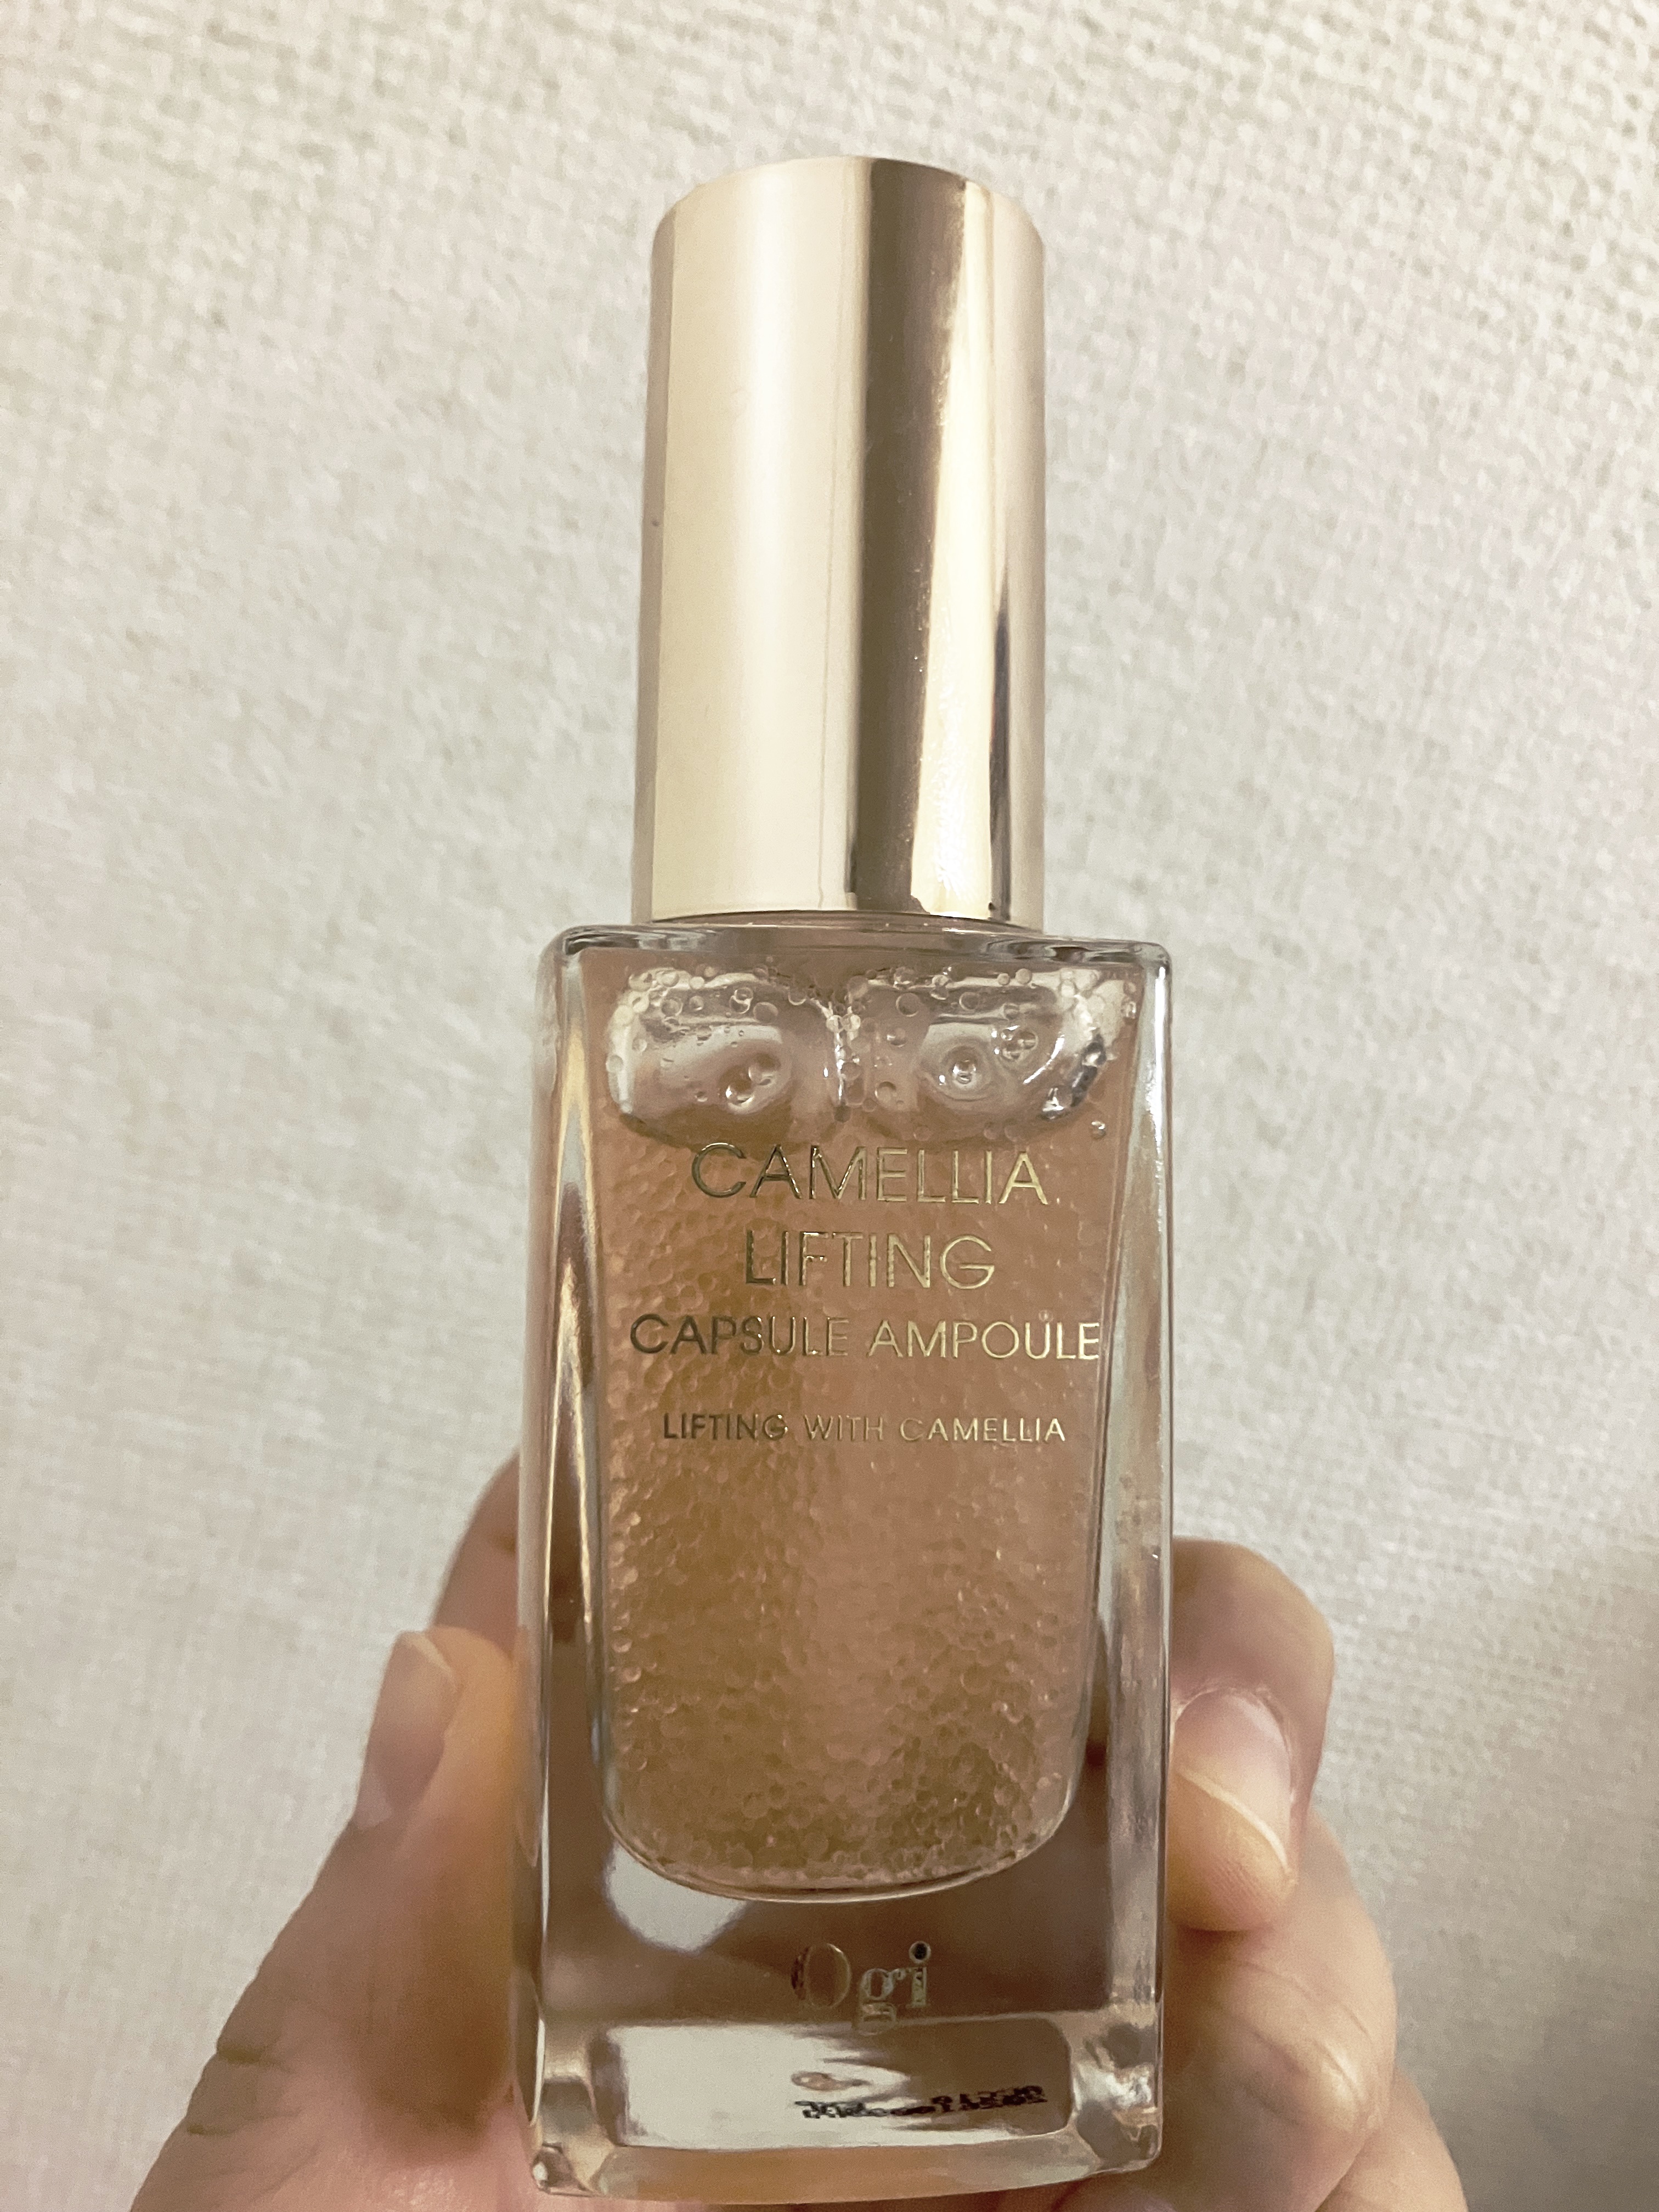 CAMELLIA
LIFTING
CAPSULE AMPOULE
LIFTING WITH CAMELLIA
Ogi